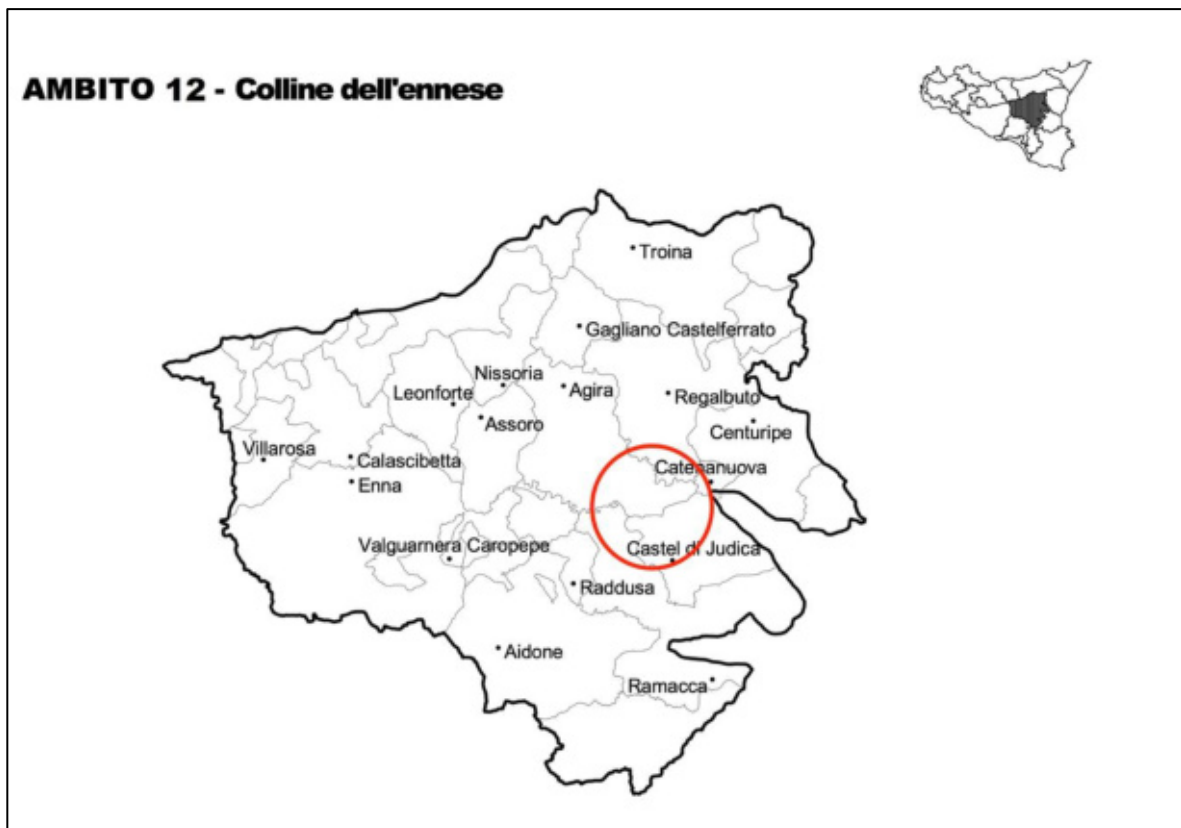 AMBITO 12 - Colline dell'ennese
Troina
Gagliano Castelferrato
Nissoria
Agira
Leonforte
Regalbuto
Assoro
Centuripe
Villarosa
Calascibetta
Catenanuova
Enna
Valguarnera Caropepe
Castel di Judica
Raddusa
Aidone
Ramacca